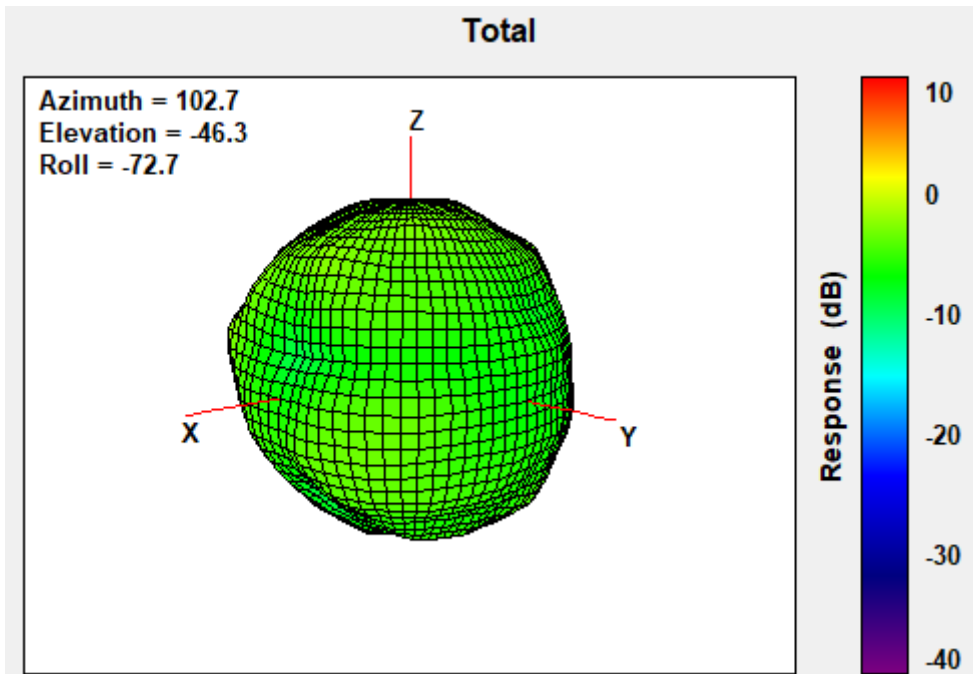 Total
Azimuth = 102.7
Elevation = -46.3
Roll = -72.7
Z
X
Y
10
0
-10
-20
-30
-40
Response (dB)